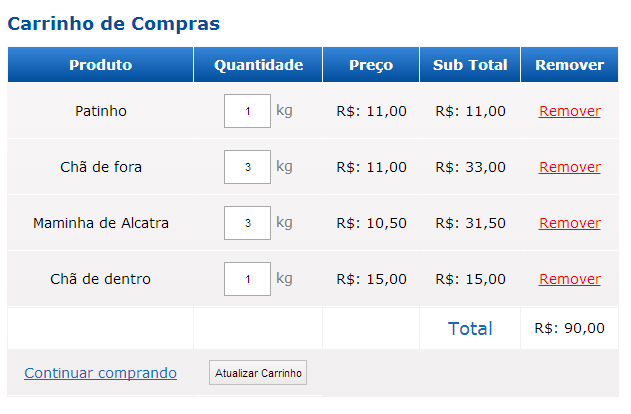 Carrinho de Compras
Produto Quantidade Preço Sub Total Remover
Patinho 1 kg R$: 11,00 R$: 11,00 Remover
Chã de fora 3 kg R$: 11,00 R$: 33,00 Remover
Maminha de Alcatra 3 kg R$: 10,50 R$: 31,50 Remover
Chã de dentro 1 kg R$: 15,00 R$: 15,00 Remover
Total R$: 90,00
Continuar comprando Atualizar Carrinho